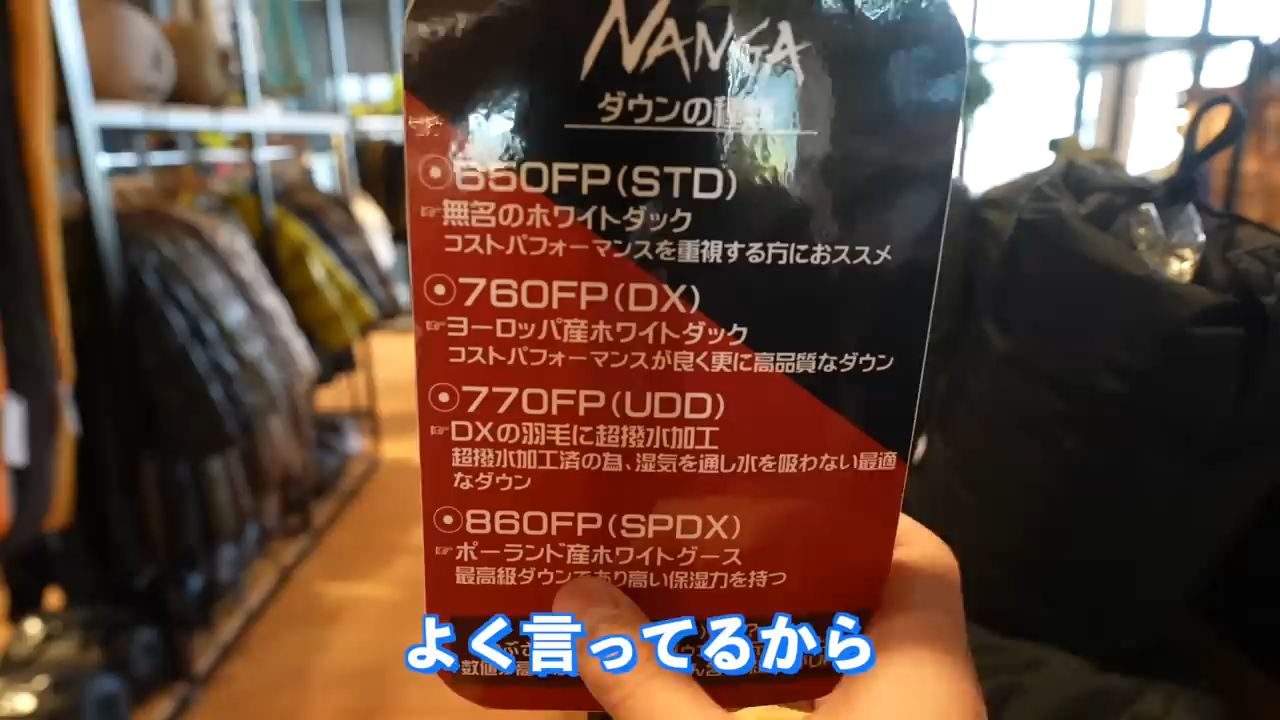 NANGA
ダウンの種類
◉650FP(STD)
☞無名のホワイトダック
コストパフォーマンスを重視する方におススメ
◉760FP(DX)
☞ヨーロッパ産ホワイトダック
コストパフォーマンスが良く更に高品質なダウン
◉770FP(UDD)
☞DXの羽毛に超撥水加工
超撥水加工済の為、湿気を通し水を吸わない最適
なダウン
◉860FP(SPDX)
☞ポーランド産ホワイトグース
最高級ダウンであり高い保湿力を持つ
よく言ってるから